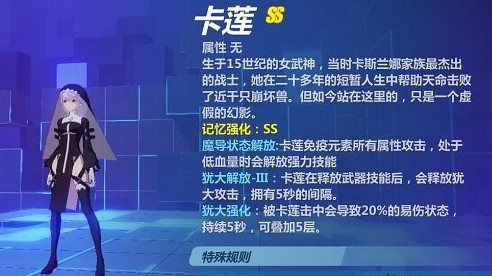 卡莲 SS
属性 无
生于15世纪的女武神，当时卡斯兰娜家族最杰出
的战士，她在二十多年的短暂人生中帮助天命击败
了近千只崩坏兽。但如今站在这里的，只是一个虚
假的幻影。
记忆强化：SS
魔导状态解放:卡莲免疫元素所有属性攻击，处于
低血量时会解放强力技能
犹大解放-III：卡莲在释放武器技能后，会释放犹
大攻击，拥有5秒的间隔。
犹大强化：被卡莲击中会导致20%的易伤状态，
持续5秒，可叠加5层。
特殊规则